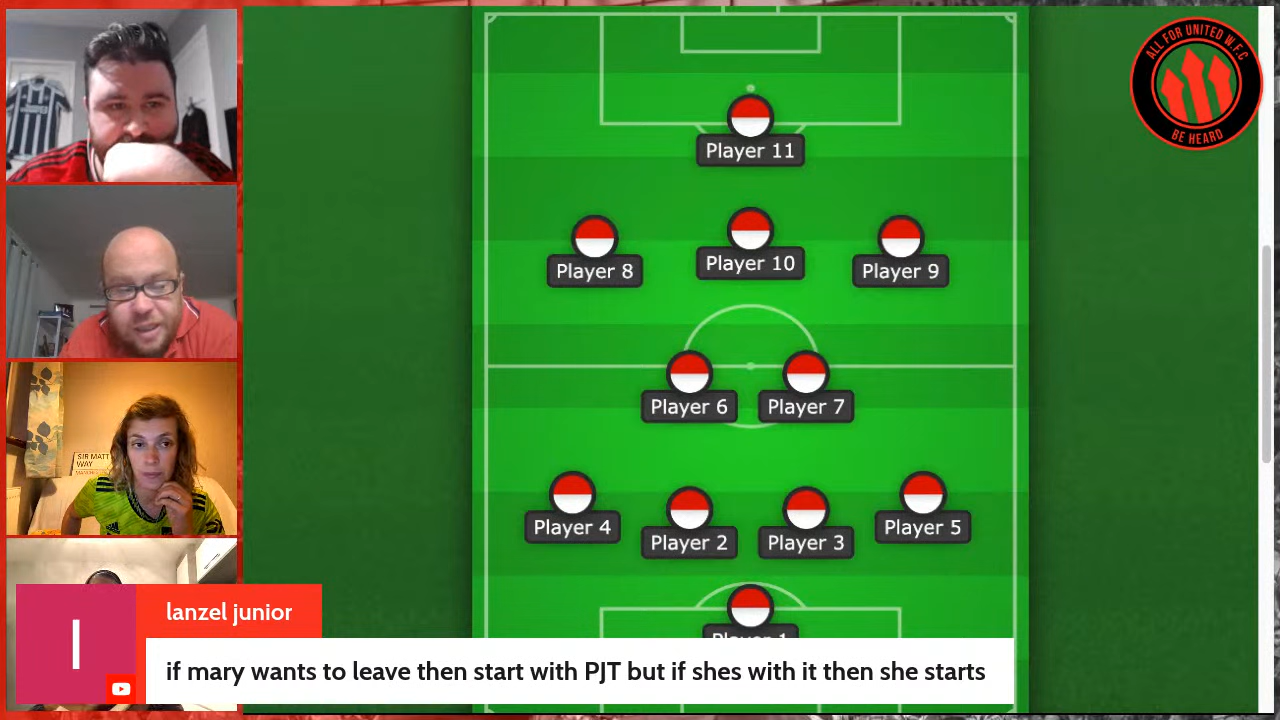 ALL FOR UNITED W.F.C
BE HEARD
Player 11
Player 8
Player 10
Player 9
Player 6
Player 7
Player 4
Player 2
Player 3
Player 5
Player 1
SIR MATT
WAY
l
lanzel junior
if mary wants to leave then start with PJT but if shes with it then she starts